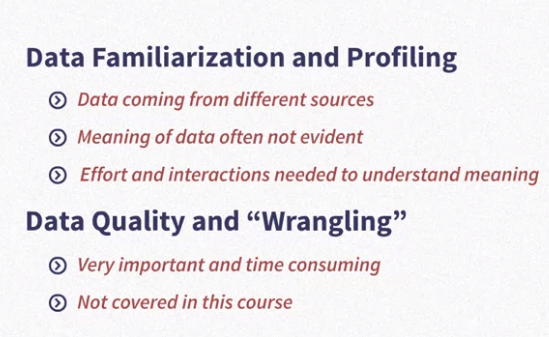 Data Familiarization and Profiling
Data coming from different sources
Meaning of data often not evident
Effort and interactions needed to understand meaning
Data Quality and “Wrangling”
Very important and time consuming
Not covered in this course